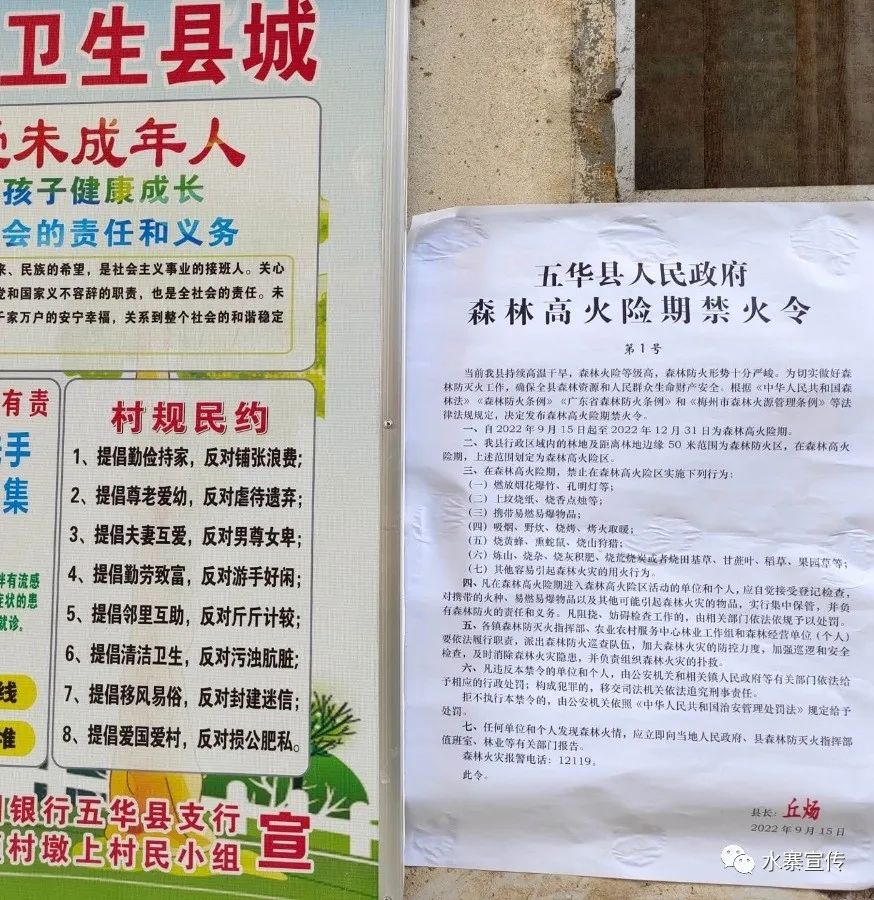 卫生县城
未成年人
孩子健康成长
会的责任和义务
来、民族的希望，是社会主义事业的接班人。关心
党和国家义不容辞的职责，也是全社会的责任。未
千家万户的安宁幸福，关系到整个社会的和谐稳定
有责
手
集
伴有流感
症状的患
就诊。
线
准
村规民约
1、提倡勤俭持家，反对铺张浪费；
2、提倡尊老爱幼，反对虐待遗弃；
3、提倡夫妻互爱，反对男尊女卑；
4、提倡勤劳致富，反对游手好闲；
5、提倡邻里互助，反对斤斤计较；
6、提倡清洁卫生，反对污浊肮脏；
7、提倡移风易俗，反对封建迷信；
8、提倡爱国爱村，反对损公肥私。
银行五华县支行
村墩上村民小组
宣
五华县人民政府
森林高火险期禁火令
第1号
当前我县持续高温干旱，森林火险等级高，森林防火形势十分严峻。为切实做好森
林防灭火工作，确保全县森林资源和人民群众生命财产安全。根据《中华人民共和国森
林法》《森林防火条例》《广东省森林防火条例》和《梅州市森林火源管理条例》等法
律法规规定，决定发布森林高火险期禁火令。
一、自2022年9月15日起至2022年12月31日为森林高火险期。
二、我县行政区域内的林地及距离林地边缘50米范围为森林防火区，在森林高火
险期，上述范围划定为森林高火险区。
三、在森林高火险期，禁止在森林高火险区实施下列行为：
（一）燃放烟花爆竹、孔明灯等；
（二）上坟烧纸、烧香点烛等；
（三）携带易燃易爆物品；
（四）吸烟、野炊、烧烤、烤火取暖；
（五）烧黄蜂、熏蛇鼠、烧山狩猎；
（六）炼山、烧杂、烧灰积肥、烧荒烧炭或者烧田基草、甘蔗叶、稻草、果园草等；
（七）其他容易引起森林火灾的用火行为。
四、凡在森林高火险期进入森林高火险区活动的单位和个人，应自觉接受登记检查，
对携带的火种、易燃易爆物品以及其他可能引起森林火灾的物品，实行集中保管，并负
有森林防火的责任和义务。凡阻挠、妨碍检查工作的，由相关部门依法依规予以处罚。
五、各镇森林防灭火指挥部、农业农村服务中心林业工作组和森林经营单位（个人）
要依法履行职责，派出森林防火巡查队伍，加大森林火灾的防控力度，加强巡逻和安全
检查，及时消除森林火灾隐患，并负责组织森林火灾的扑救。
六、凡违反本禁令的单位和个人，由公安机关和相关镇人民政府等有关部门依法给
予相应的行政处罚；构成犯罪的，移交司法机关依法追究刑事责任。
拒不执行本禁令的，由公安机关依照《中华人民共和国治安管理处罚法》规定给予
处罚。
七、任何单位和个人发现森林火情，应立即向当地人民政府、县森林防灭火指挥部
值班室、林业等有关部门报告。
森林火灾报警电话：12119。
此令。
县长：丘炀
2022年9月15日
水寨宣传